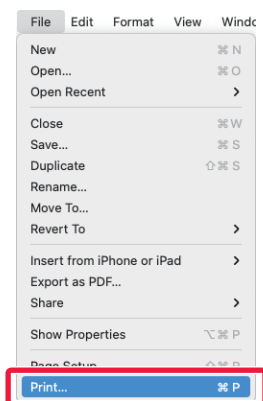 File Edit Format View Windo
New ⌘ N
Open... ⌘ O
Open Recent >
Close ⌘ W
Save... ⌘ S
Duplicate ⇧ ⌘ S
Rename...
Move To...
Revert To >
Insert from iPhone or iPad >
Export as PDF...
Share >
Show Properties ⌥ ⌘ P
Page Setup ⇧ ⌘ P
Print... ⌘ P